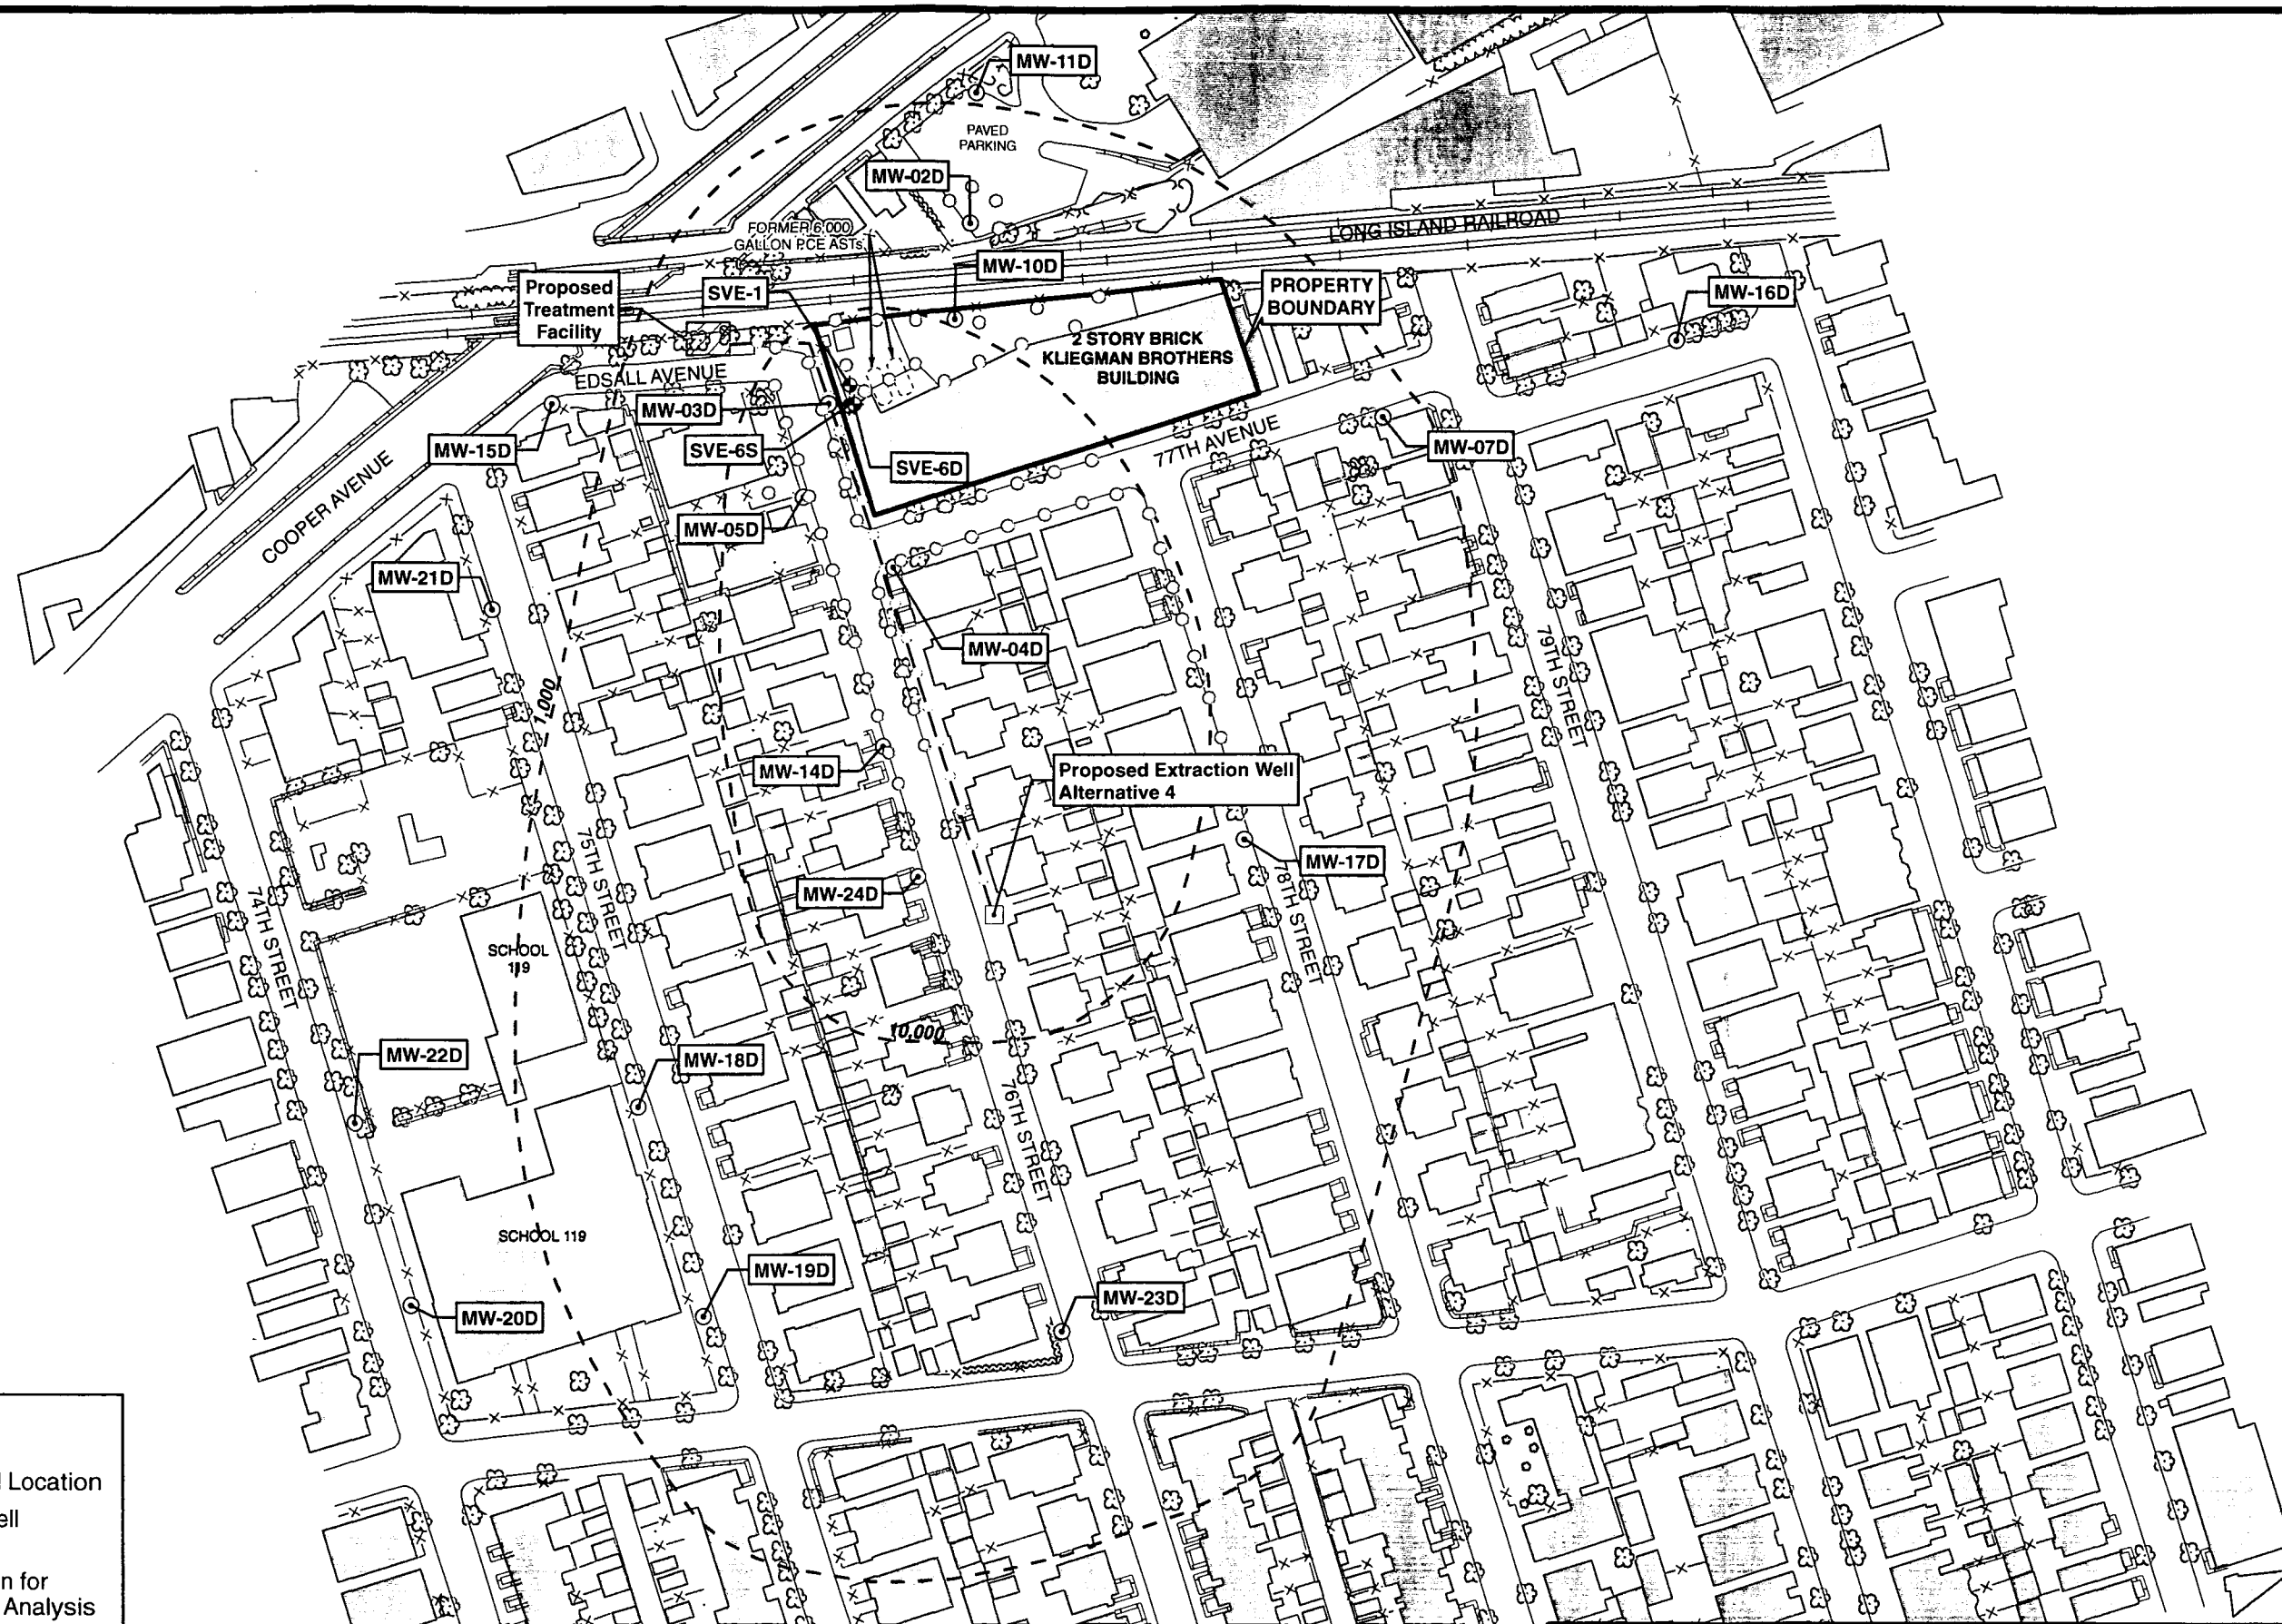 MW-11D
PAVED
PARKING
MW-02D
FORMER 6,000
GALLON PCE ASTs
LONG ISLAND RAILROAD
MW-10D
SVE-1
Proposed
Treatment
Facility
PROPERTY
BOUNDARY
MW-16D
2 STORY BRICK
KLIEGMAN BROTHERS
BUILDING
EDSALL AVENUE
MW-03D
MW-15D
SVE-6S
SVE-6D
77TH AVENUE
MW-07D
COOPER AVENUE
MW-05D
MW-21D
MW-04D
79TH STREET
1,000
MW-14D
Proposed Extraction Well
Alternative 4
75TH STREET
MW-17D
MW-24D
78TH STREET
74TH STREET
SCHOOL
119
10,000
MW-22D
MW-18D
76TH STREET
SCHOOL 119
MW-19D
MW-23D
MW-20D
Location
ell
n for
Analysis